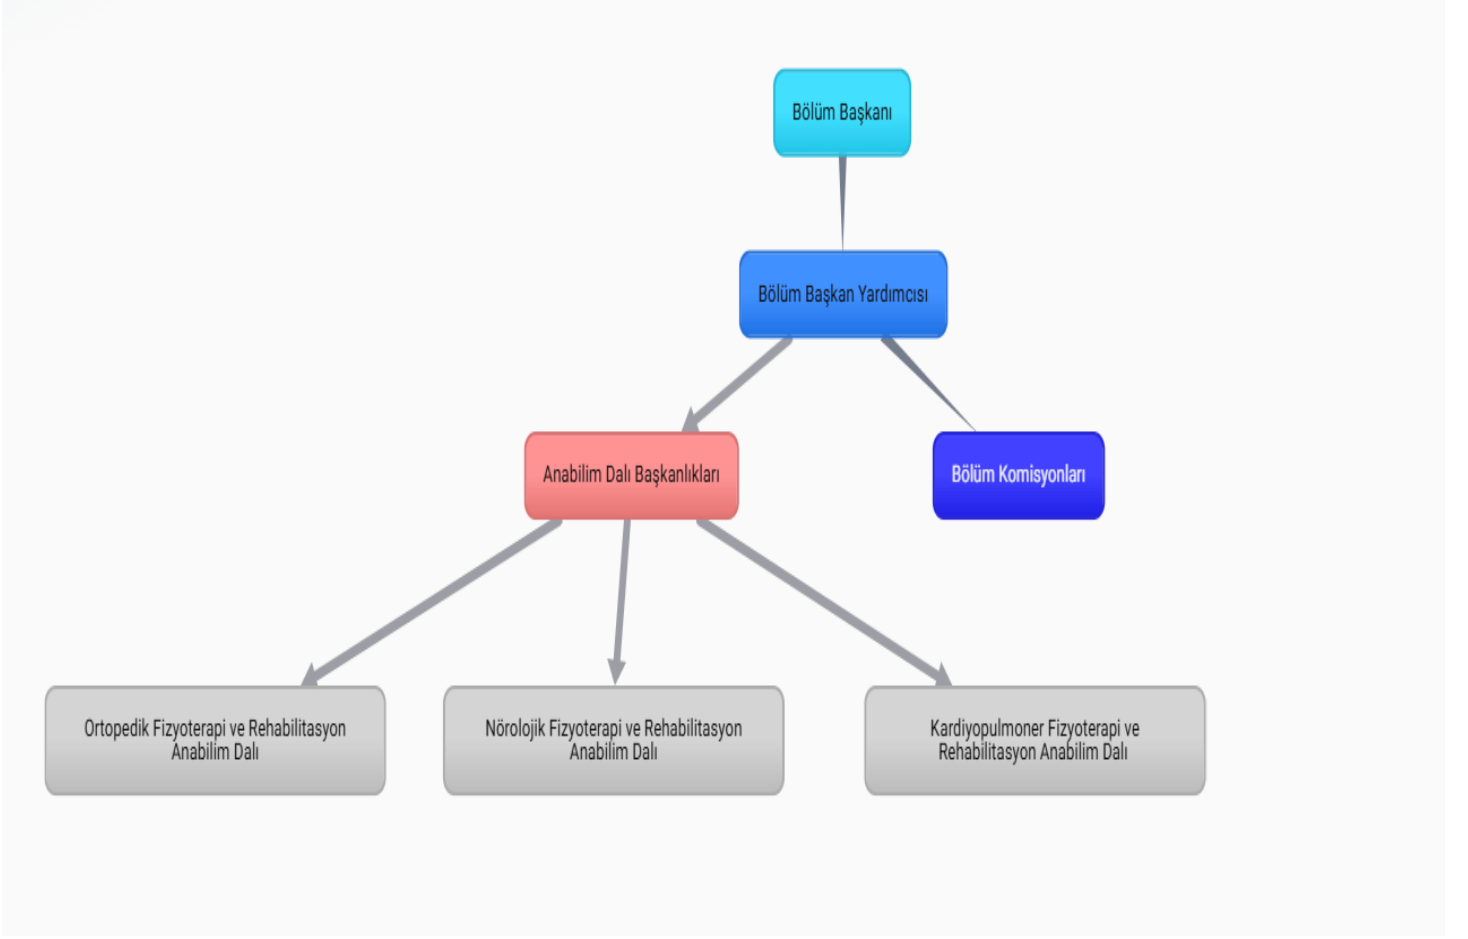 Bölüm Başkanı
Bölüm Başkan Yardımcısı
Anabilim Dalı Başkanlıkları
Bölüm Komisyonları
Ortopedik Fizyoterapi ve Rehabilitasyon
Anabilim Dalı
Nörolojik Fizyoterapi ve Rehabilitasyon
Anabilim Dalı
Kardiyopulmoner Fizyoterapi ve
Rehabilitasyon Anabilim Dalı